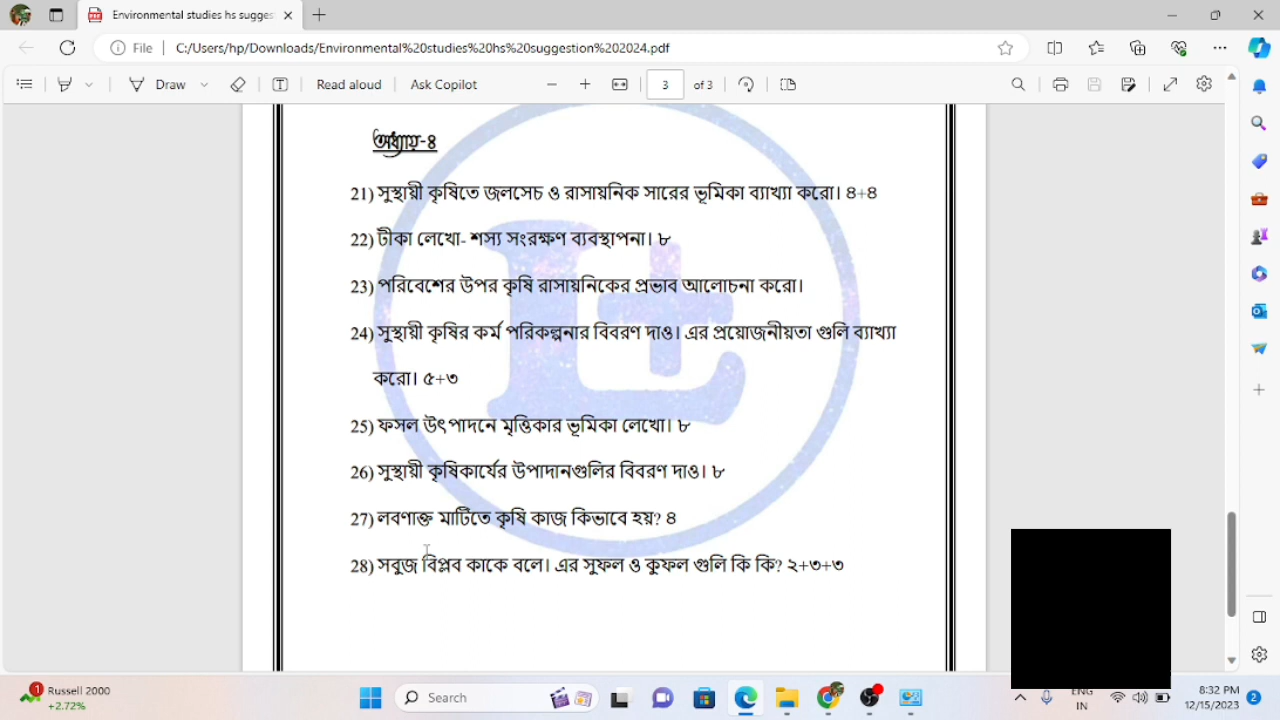 Environmental studies hs sugges
File
C:/Users/hp/Downloads/Environmental%20studies%20hs%20suggestion%202024.pdf
Draw
Read aloud
Ask Copilot
3 of 3
অধ্যায়-৪
21) সুস্থায়ী কৃষিতে জলসেচ ও রাসায়নিক সারের ভূমিকা ব্যাখ্যা করো। ৪+৪
22) টীকা লেখো- শস্য সংরক্ষণ ব্যবস্থাপনা। ৮
23) পরিবেশের উপর কৃষি রাসায়নিকের প্রভাব আলোচনা করো।
24) সুস্থায়ী কৃষির কর্ম পরিকল্পনার বিবরণ দাও। এর প্রয়োজনীয়তা গুলি ব্যাখ্যা
করো। ৫+৩
25) ফসল উৎপাদনে মৃত্তিকার ভূমিকা লেখো। ৮
26) সুস্থায়ী কৃষিকার্যের উপাদানগুলির বিবরণ দাও। ৮
27) লবণাক্ত মাটিতে কৃষি কাজ কিভাবে হয়? ৪
28) সবুজ বিপ্লব কাকে বলে। এর সুফল ও কুফল গুলি কি কি? ২+৩+৩
1
Russell 2000
+2.72%
Search
ENG
IN
8:32 PM
12/15/2023
2